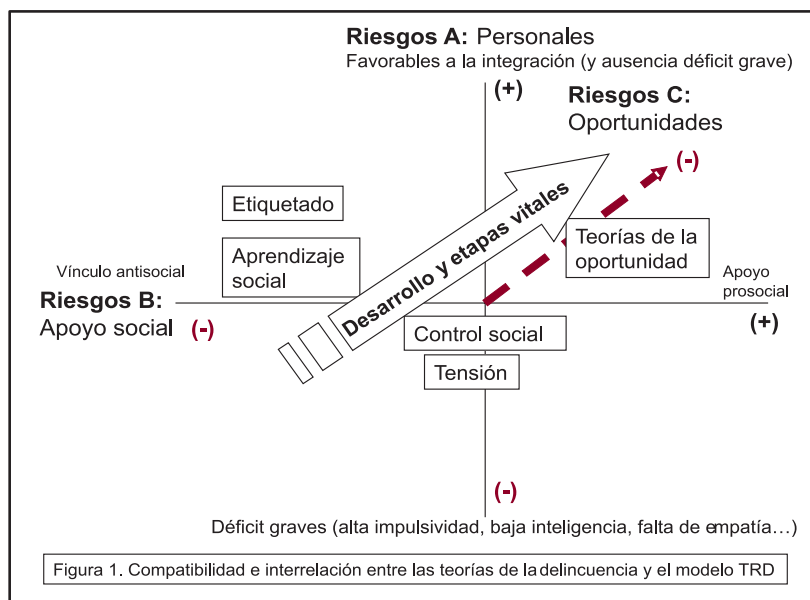 Riesgos A: Personales
Favorables a la integración (y ausencia déficit grave)
(+)
Riesgos C:
Oportunidades
(-)
Etiquetado
Desarrollo y etapas vitales
Teorías de la
oportunidad
Aprendizaje
social
Vínculo antisocial
Apoyo
prosocial
Riesgos B:
Apoyo social (-)
(+)
Control social
Tensión
(-)
Déficit graves (alta impulsividad, baja inteligencia, falta de empatía...)
Figura 1. Compatibilidad e interrelación entre las teorías de la delincuencia y el modelo TRD